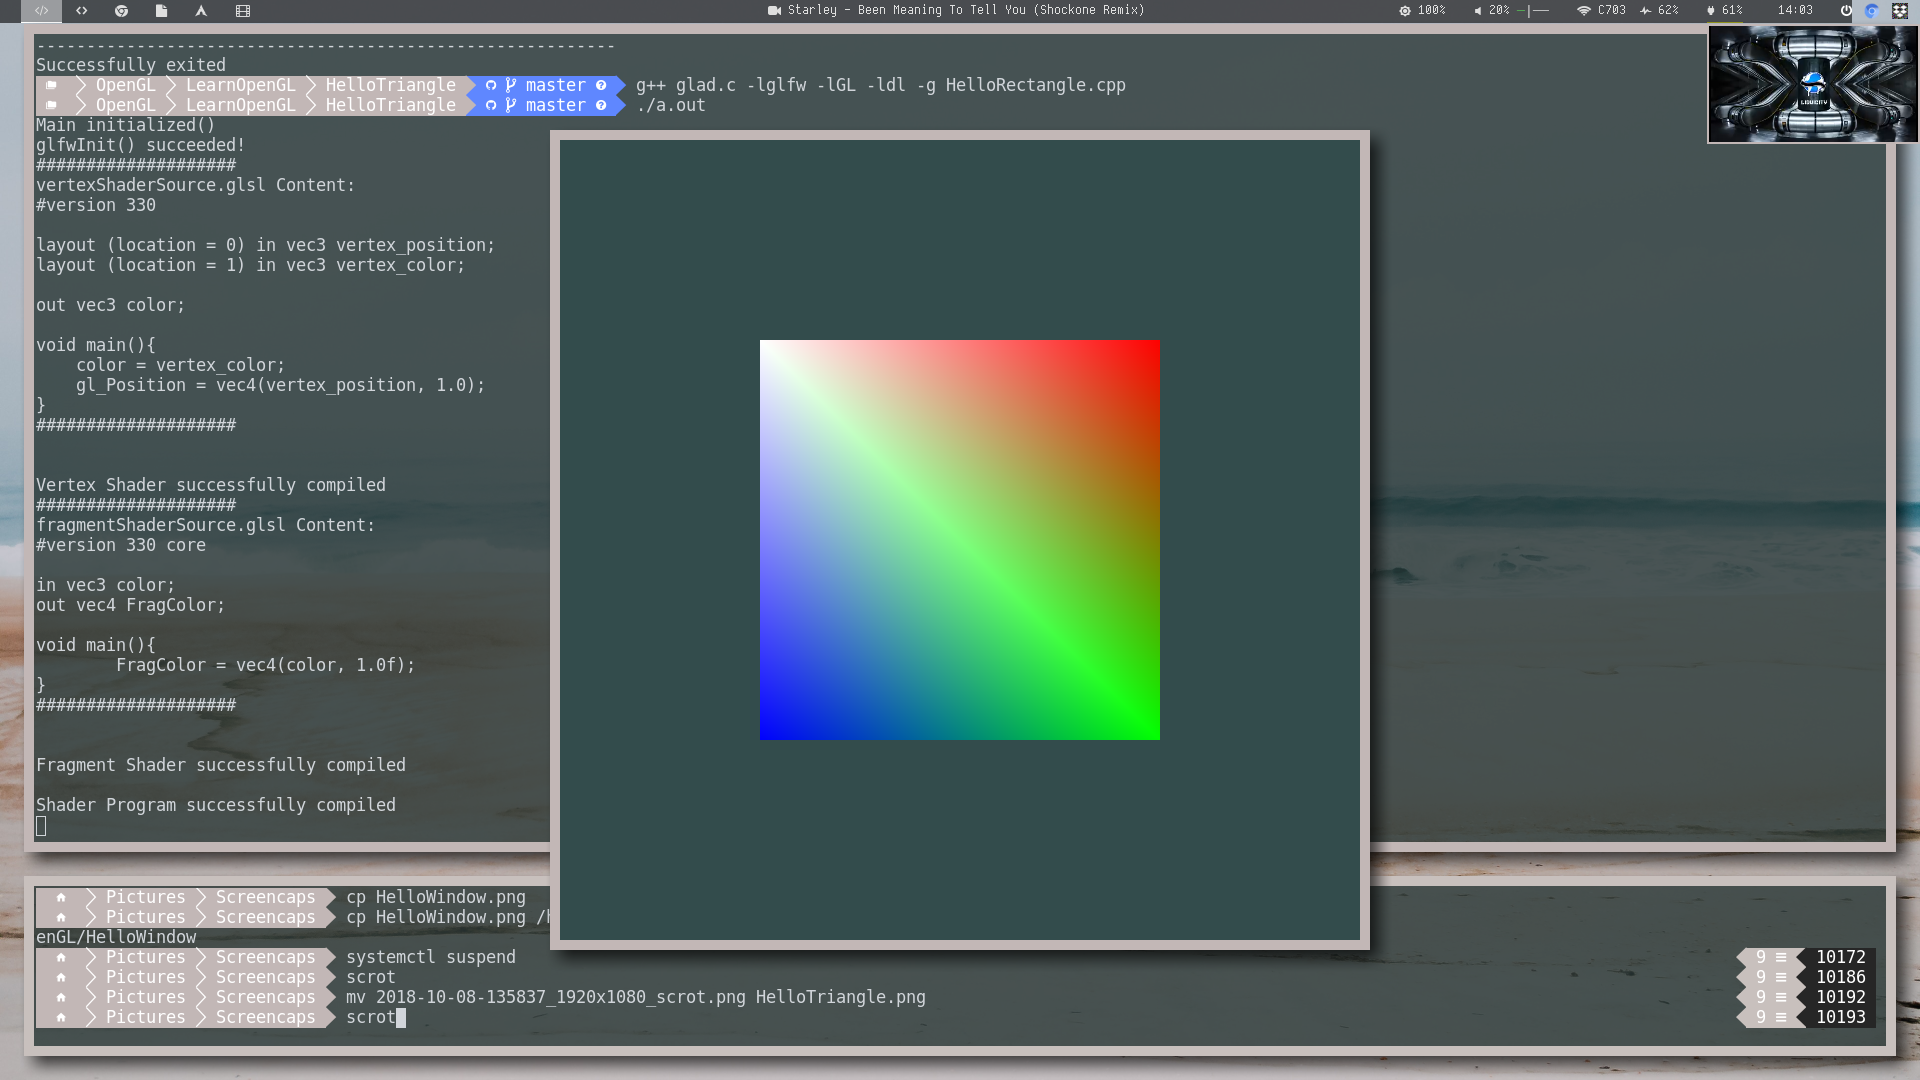 Starley - Been Meaning To Tell You (Shockone Remix)
100% 20% C703 62% 61% 14:03
----------------------------------------------------------
Successfully exited
OpenGL LearnOpenGL HelloTriangle master g++ glad.c -lglfw -lGL -ldl -g HelloRectangle.cpp
OpenGL LearnOpenGL HelloTriangle master ./a.out
Main initialized()
glfwInit() succeeded!
####################
vertexShaderSource.glsl Content:
#version 330
layout (location = 0) in vec3 vertex_position;
layout (location = 1) in vec3 vertex_color;
out vec3 color;
void main(){
    color = vertex_color;
    gl_Position = vec4(vertex_position, 1.0);
}
####################
Vertex Shader successfully compiled
####################
fragmentShaderSource.glsl Content:
#version 330 core
in vec3 color;
out vec4 FragColor;
void main(){
        FragColor = vec4(color, 1.0f);
}
####################
Fragment Shader successfully compiled
Shader Program successfully compiled
LIQUICITY
Pictures Screencaps cp HelloWindow.png
Pictures Screencaps cp HelloWindow.png /h
enGL/HelloWindow
Pictures Screencaps systemctl suspend 9 10172
Pictures Screencaps scrot 9 10186
Pictures Screencaps mv 2018-10-08-135837_1920x1080_scrot.png HelloTriangle.png 9 10192
Pictures Screencaps scrot 9 10193